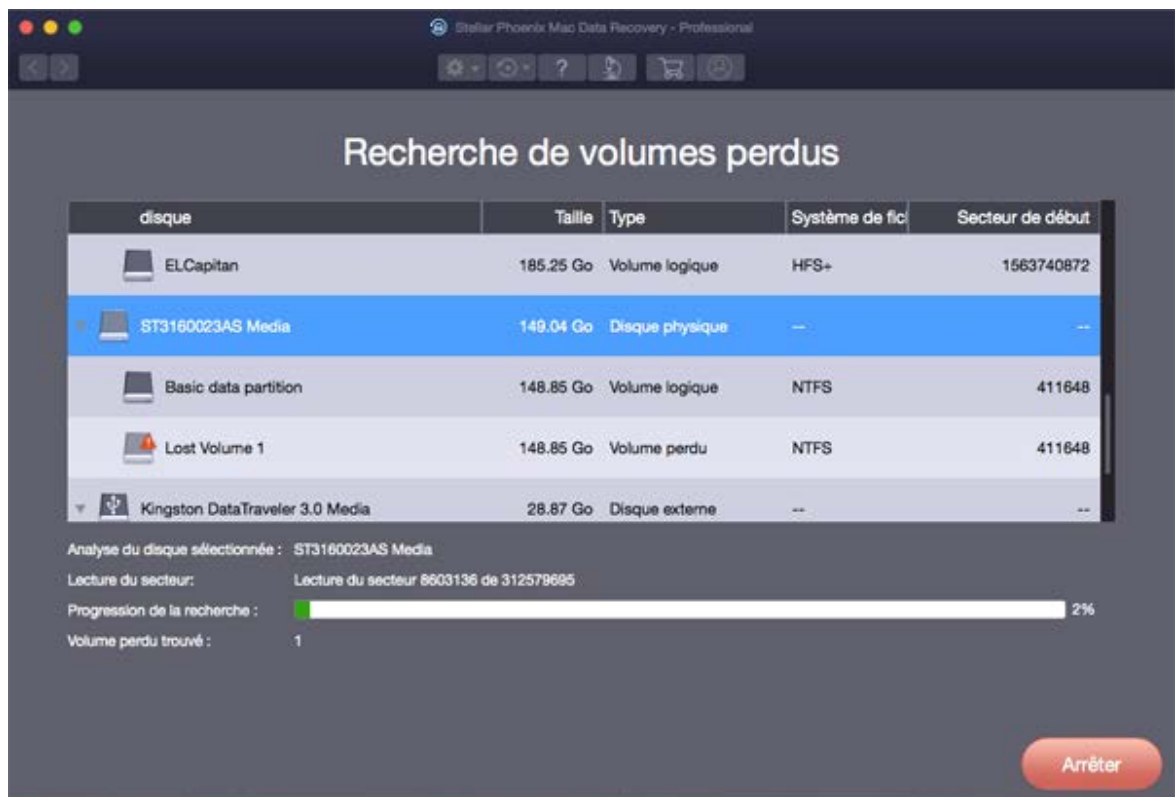 Stellar Phoenix Mac Data Recovery - Professional
?
Recherche de volumes perdus
disque Taille Type Système de fic Secteur de début
ELCapitan 185.25 Go Volume logique HFS+ 1563740872
ST3160023AS Media 149.04 Go Disque physique -- --
Basic data partition 148.85 Go Volume logique NTFS 411648
Lost Volume 1 148.85 Go Volume perdu NTFS 411648
Kingston DataTraveler 3.0 Media 28.87 Go Disque externe -- --
Analyse du disque sélectionnée : ST3160023AS Media
Lecture du secteur: Lecture du secteur 8603136 de 312579695
Progression de la recherche : 2%
Volume perdu trouvé : 1
Arrêter